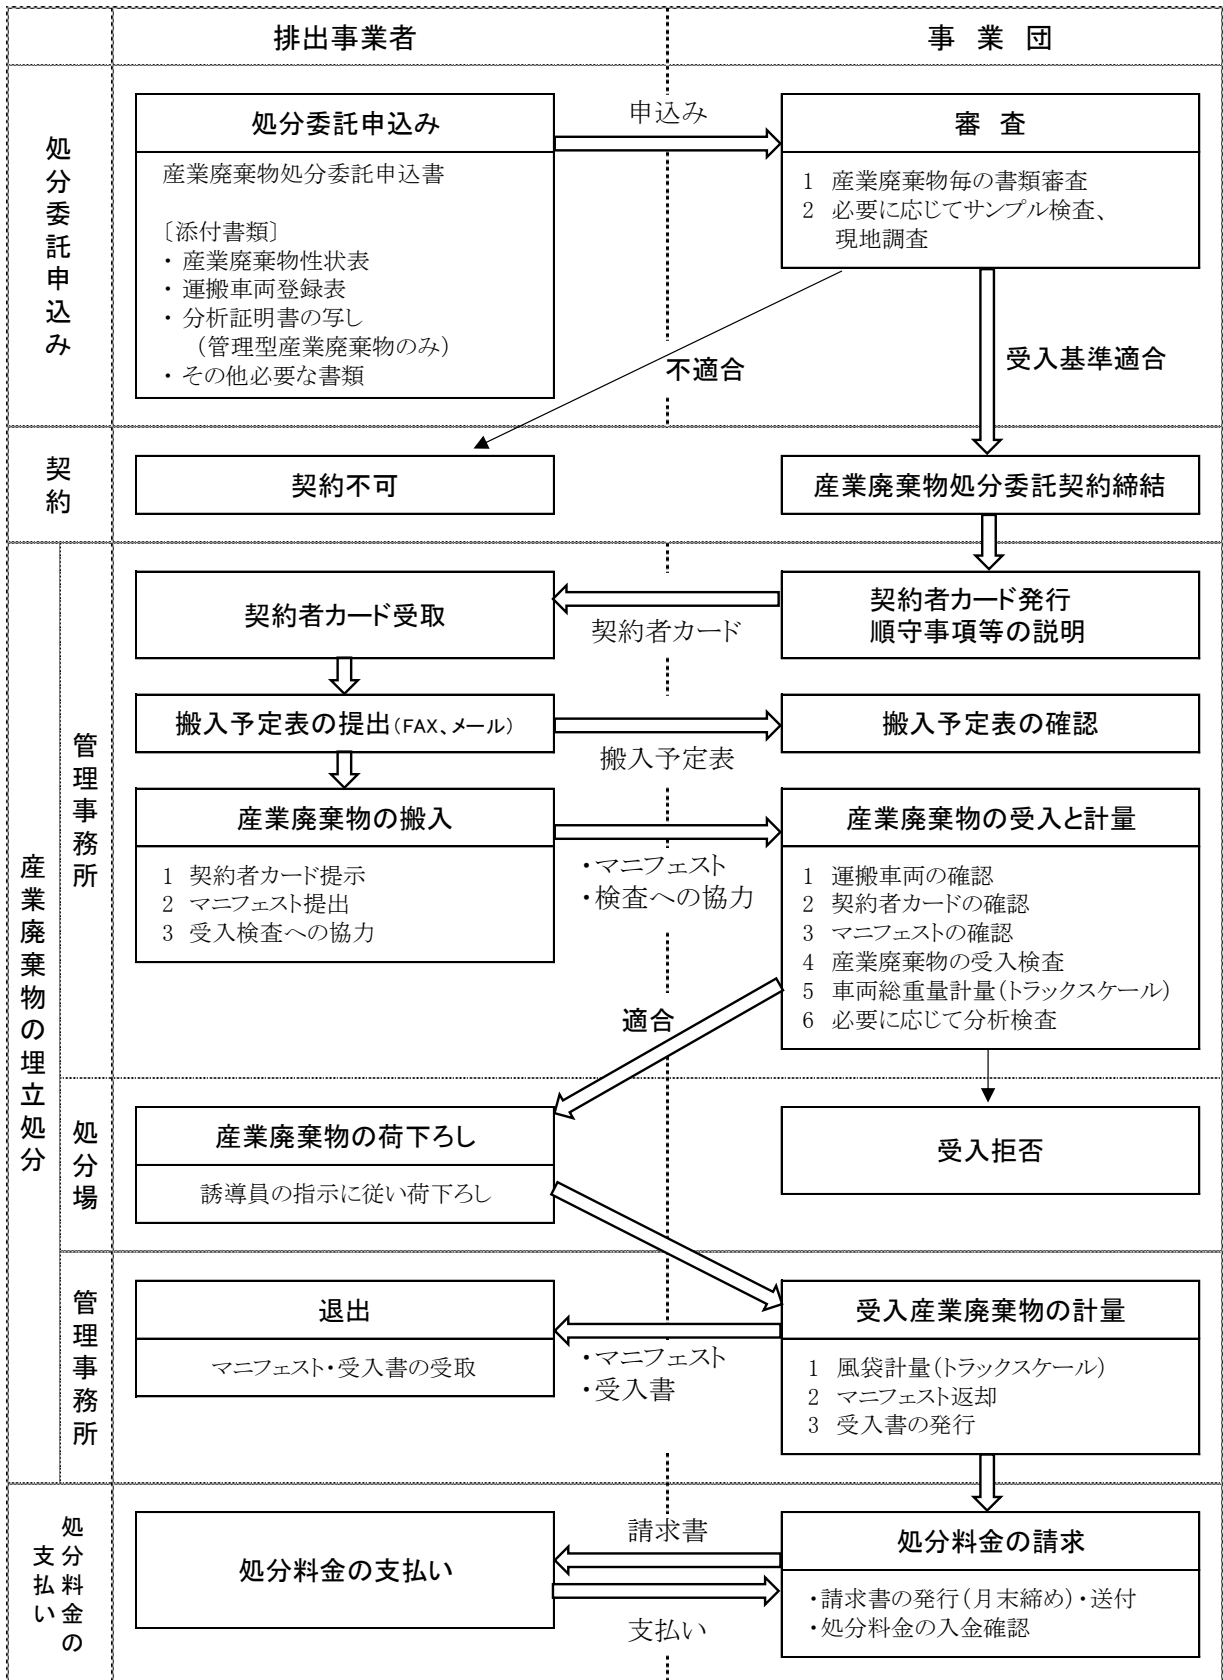 排出事業者
事 業 団
処分委託申込み
処分委託申込み
産業廃棄物処分委託申込書
〔添付書類〕
・ 産業廃棄物性状表
・ 運搬車両登録表
・ 分析証明書の写し
（管理型産業廃棄物のみ）
・ その他必要な書類
申込み
審 査
1 産業廃棄物毎の書類審査
2 必要に応じてサンプル検査、
現地調査
不適合
受入基準適合
契約
契約不可
産業廃棄物処分委託契約締結
産業廃棄物の埋立処分
管理事務所
契約者カード受取
契約者カード
契約者カード発行
順守事項等の説明
搬入予定表の提出（FAX、メール）
搬入予定表
搬入予定表の確認
産業廃棄物の搬入
1 契約者カード提示
2 マニフェスト提出
3 受入検査への協力
・マニフェスト
・検査への協力
産業廃棄物の受入と計量
1 運搬車両の確認
2 契約者カードの確認
3 マニフェストの確認
4 産業廃棄物の受入検査
5 車両総重量計量（トラックスケール）
6 必要に応じて分析検査
適合
処分場
産業廃棄物の荷下ろし
誘導員の指示に従い荷下ろし
受入拒否
管理事務所
退出
マニフェスト・受入書の受取
・マニフェスト
・受入書
受入産業廃棄物の計量
1 風袋計量（トラックスケール）
2 マニフェスト返却
3 受入書の発行
処分料金の
支払い
処分料金の支払い
請求書
支払い
処分料金の請求
・請求書の発行（月末締め）・送付
・処分料金の入金確認